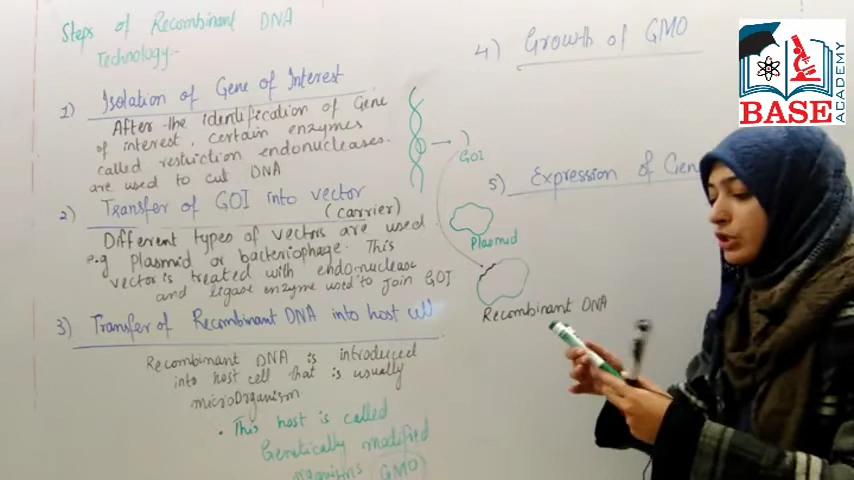 Steps of Recombinant DNA
Technology:-
1) Isolation of Gene of Interest
After the identification of Gene
of interest, certain enzymes
called restriction endonucleases.
are used to cut DNA
2) Transfer of GOI into vector
(carrier)
Different types of vectors are used.
e.g Plasmid or bacteriophage. This
vector is treated with endonuclease
and ligase enzyme used to join GOI
3) Transfer of Recombinant DNA into host cell
Recombinant DNA is introduced
into host cell that is usually
microOrganism
• This host is called
Genetically modified
organisms GMO
GOI
Plasmid
Recombinant DNA
4) Growth of GMO
5) Expression of Gen
BASE
ACADEMY